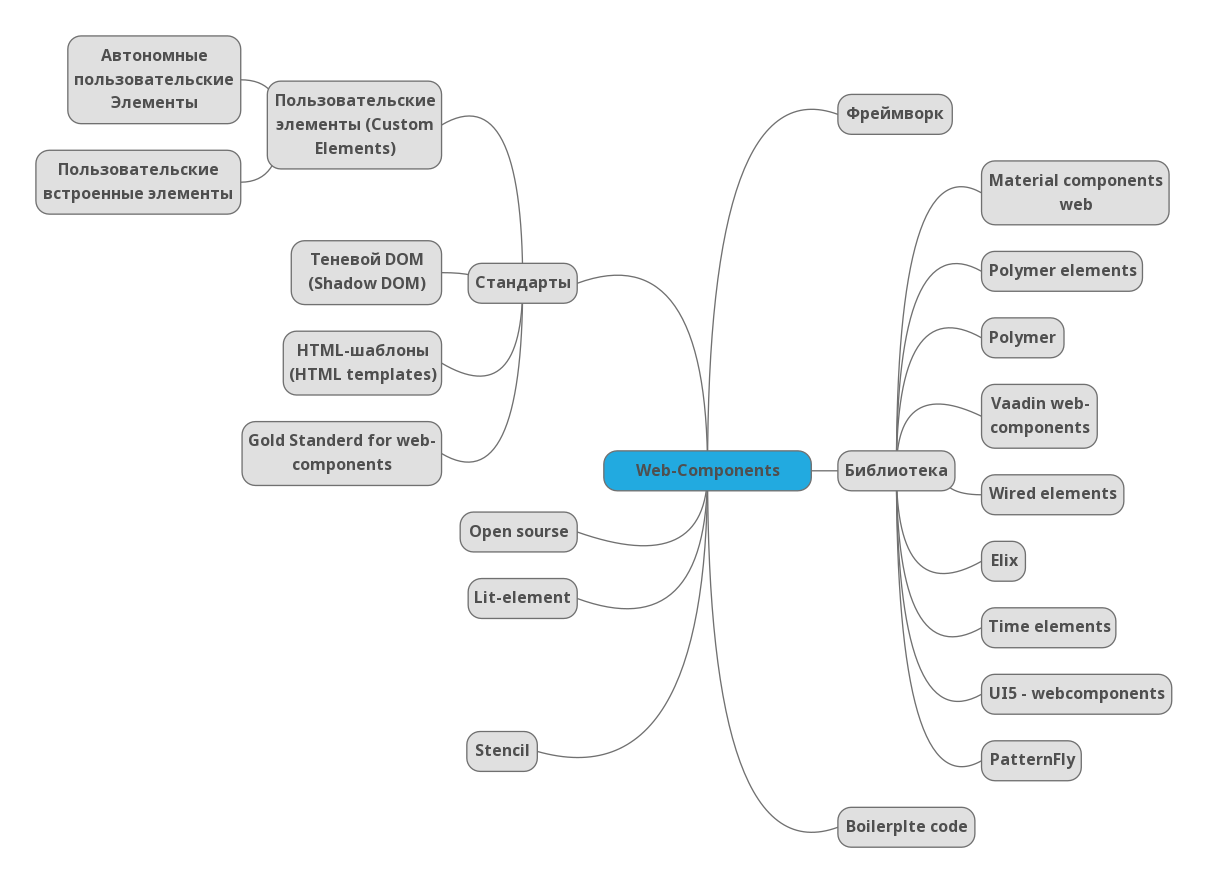 Автономные
пользовательские
Элементы
Пользовательские
элементы (Custom
Elements)
Пользовательские
встроенные элементы
Теневой DOM
(Shadow DOM)
Стандарты
HTML-шаблоны
(HTML templates)
Gold Standerd for web-
components
Web-Components
Open sourse
Lit-element
Stencil
Фреймворк
Material components
web
Polymer elements
Polymer
Vaadin web-
components
Библиотека
Wired elements
Elix
Time elements
UI5 - webcomponents
PatternFly
Boilerplte code